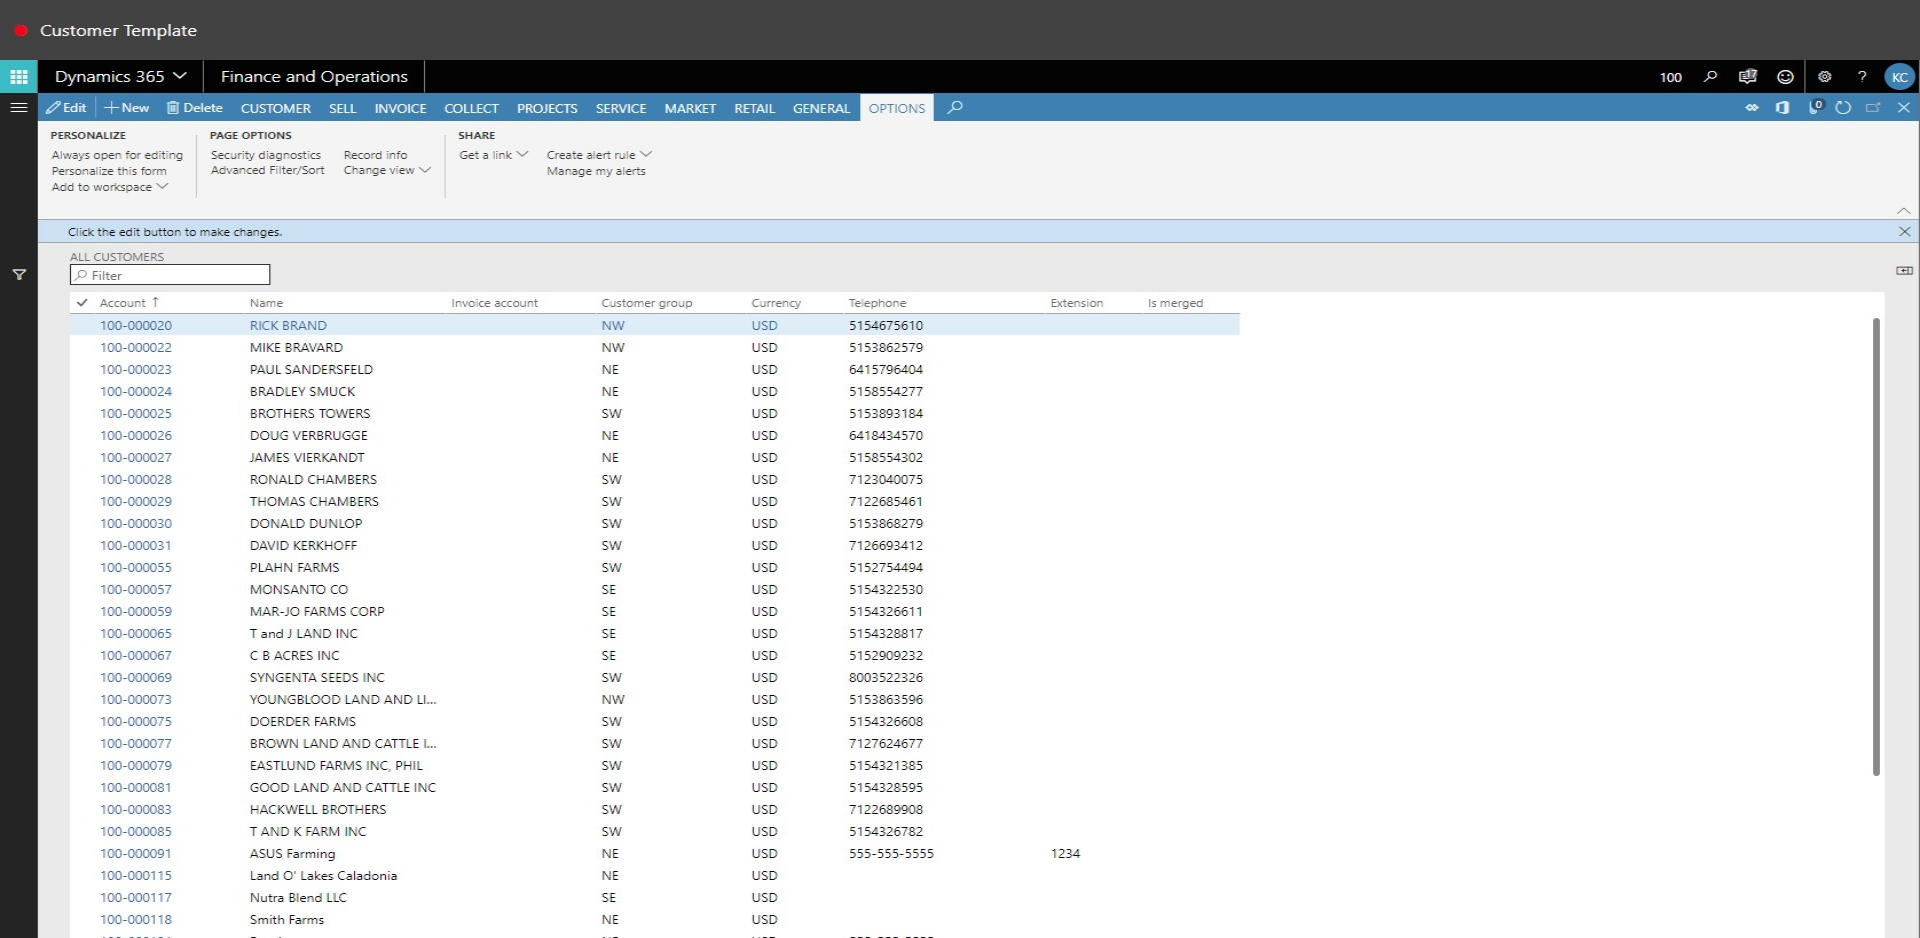 Customer Template
Dynamics 365 Finance and Operations 100 ? KC
Edit + New Delete CUSTOMER SELL INVOICE COLLECT PROJECTS SERVICE MARKET RETAIL GENERAL OPTIONS 0
PERSONALIZE PAGE OPTIONS SHARE
Always open for editing Security diagnostics Record info Get a link Create alert rule
Personalize this form Advanced Filter/Sort Change view Manage my alerts
Add to workspace
Click the edit button to make changes.
ALL CUSTOMERS
Filter
Account ↑ Name Invoice account Customer group Currency Telephone Extension Is merged
100-000020 RICK BRAND NW USD 5154675610
100-000022 MIKE BRAVARD NW USD 5153862579
100-000023 PAUL SANDERSFELD NE USD 6415796404
100-000024 BRADLEY SMUCK NE USD 5158554277
100-000025 BROTHERS TOWERS SW USD 5153893184
100-000026 DOUG VERBRUGGE NE USD 6418434570
100-000027 JAMES VIERKANDT NE USD 5158554302
100-000028 RONALD CHAMBERS SW USD 7123040075
100-000029 THOMAS CHAMBERS SW USD 7122685461
100-000030 DONALD DUNLOP SW USD 5153868279
100-000031 DAVID KERKHOFF SW USD 7126693412
100-000055 PLAHN FARMS SW USD 5152754494
100-000057 MONSANTO CO SE USD 5154322530
100-000059 MAR-JO FARMS CORP SE USD 5154326611
100-000065 T and J LAND INC SE USD 5154328817
100-000067 C B ACRES INC SE USD 5152909232
100-000069 SYNGENTA SEEDS INC SW USD 8003522326
100-000073 YOUNGBLOOD LAND AND LI... NW USD 5153863596
100-000075 DOERDER FARMS SW USD 5154326608
100-000077 BROWN LAND AND CATTLE I... SW USD 7127624677
100-000079 EASTLUND FARMS INC, PHIL SW USD 5154321385
100-000081 GOOD LAND AND CATTLE INC SW USD 5154328595
100-000083 HACKWELL BROTHERS SW USD 7122689908
100-000085 T AND K FARM INC SW USD 5154326782
100-000091 ASUS Farming NE USD 555-555-5555 1234
100-000115 Land O' Lakes Caladonia NE USD
100-000117 Nutra Blend LLC SE USD
100-000118 Smith Farms NE USD